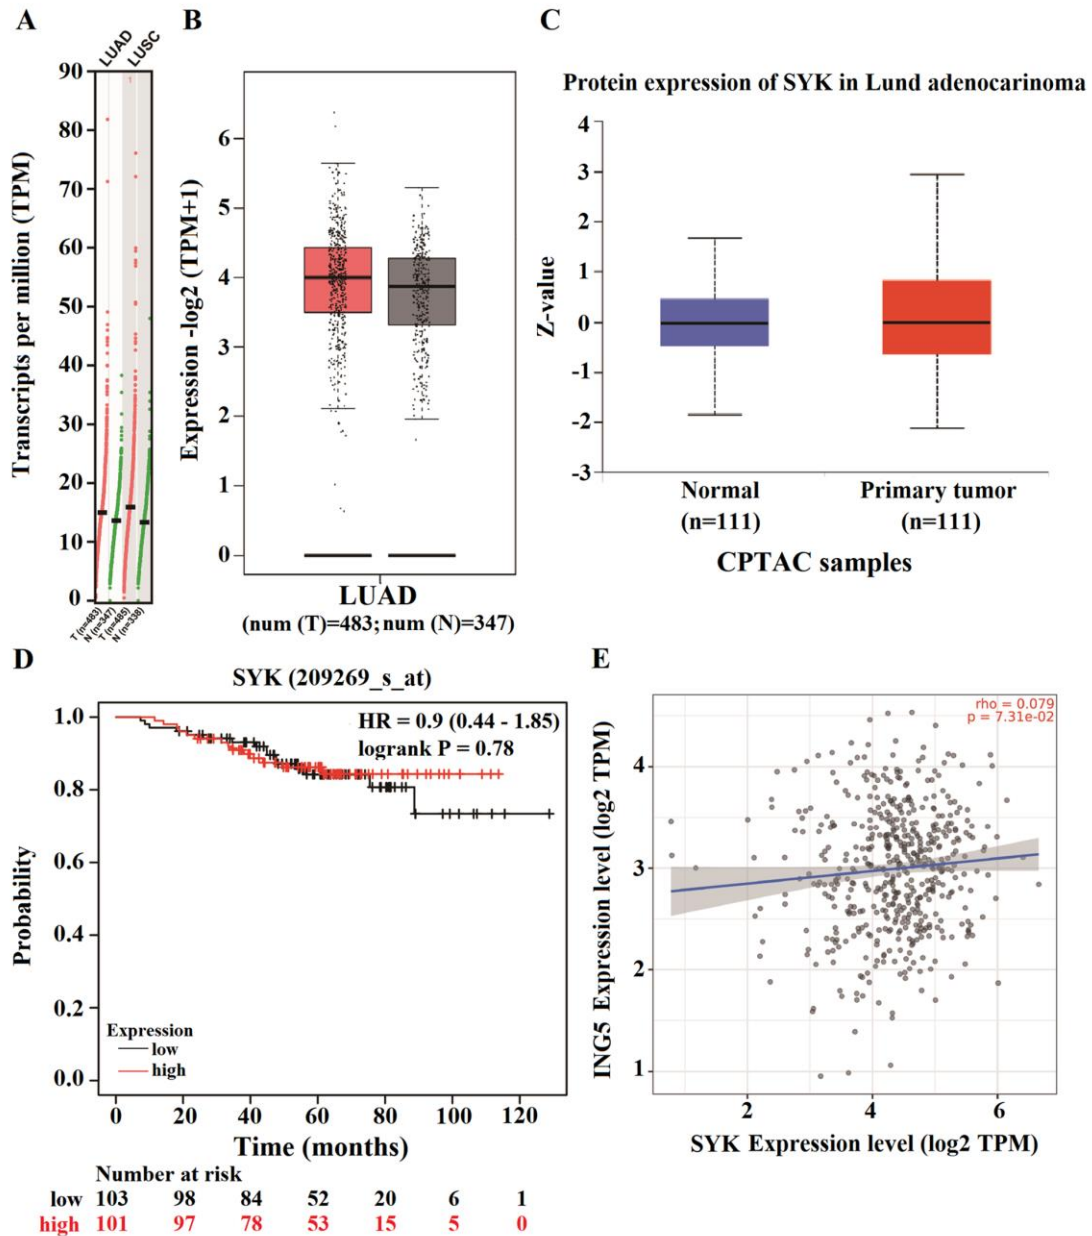 A
LUAD
LUSC
Transcripts per million (TPM)
90
80
70
60
50
40
30
20
10
0
T (n=483)
N (n=347)
T (n=485)
N (n=338)
B
Expression -log2 (TPM+1)
6
5
4
3
2
1
0
LUAD
(num (T)=483; num (N)=347)
C
Protein expression of SYK in Lund adenocarinoma
Z-value
4
3
2
1
0
-1
-2
-3
Normal
(n=111)
Primary tumor
(n=111)
CPTAC samples
D
SYK (209269_s_at)
HR = 0.9 (0.44 - 1.85)
logrank P = 0.78
Probability
1.0
0.8
0.6
0.4
0.2
0.0
Expression
low
high
0 20 40 60 80 100 120
Time (months)
Number at risk
low 103 98 84 52 20 6 1
high 101 97 78 53 15 5 0
E
rho = 0.079
p = 7.31e-02
ING5 Expression level (log2 TPM)
4
3
2
1
2 4 6
SYK Expression level (log2 TPM)